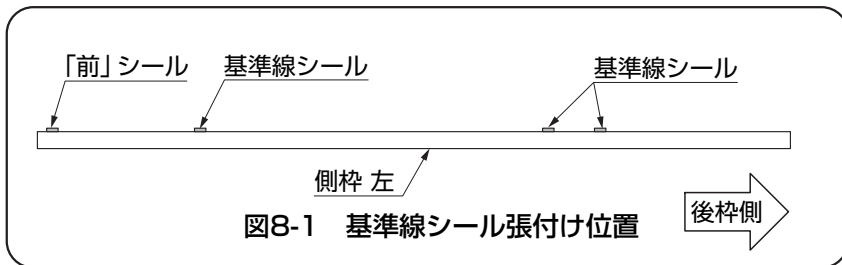 「前」シール
基準線シール
基準線シール
側枠 左
後枠側
図8-1 基準線シール張付け位置